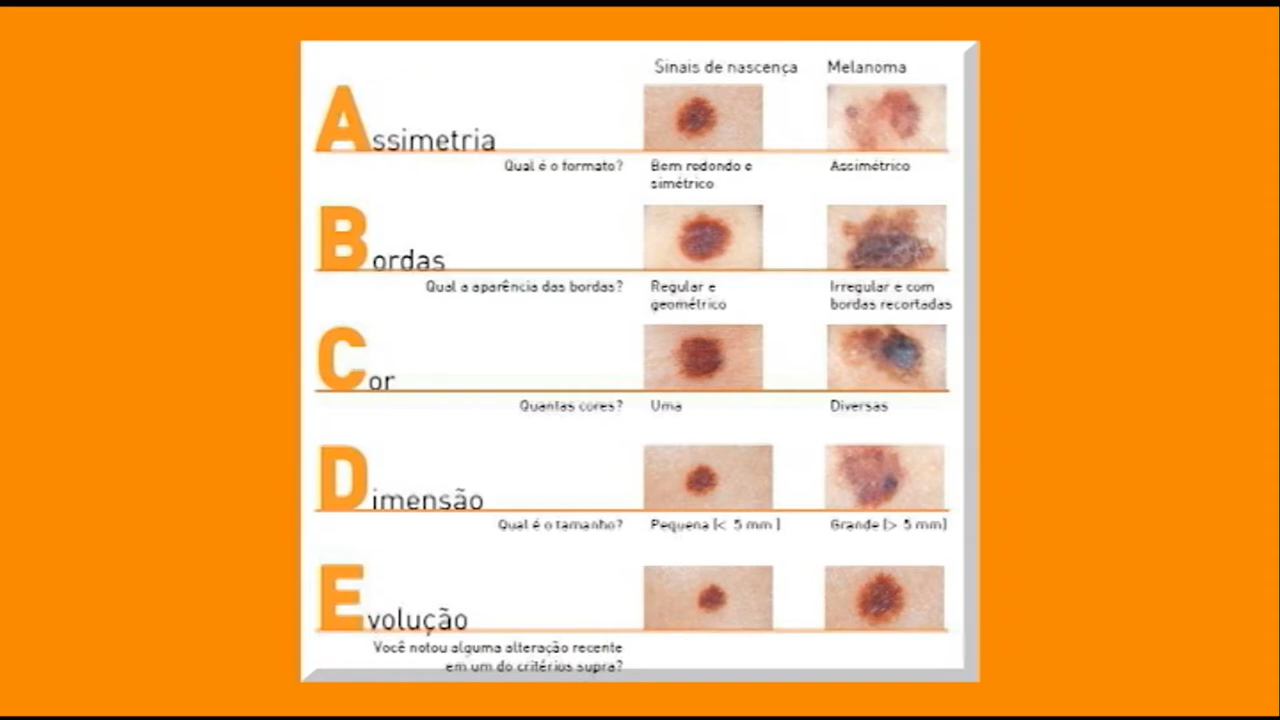 Sinais de nascença Melanoma
Assimetria
Qual é o formato? Bem redondo e Assimétrico
simétrico
Bordas
Qual a aparência das bordas? Regular e Irregular e com
geométrico bordas recortadas
Cor
Quantas cores? Uma Diversas
Dimensão
Qual é o tamanho? Pequena (< 5 mm ) Grande (> 5 mm)
Evolução
Você notou alguma alteração recente
em um do critérios supra?